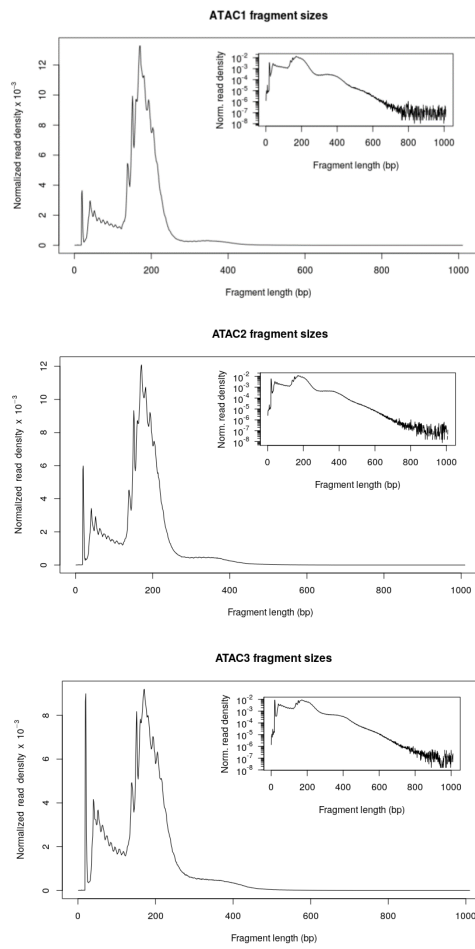 ATAC1 fragment sizes
Normalized read density x 10⁻³
0 2 4 6 8 10 12
0 200 400 600 800 1000
Fragment length (bp)
Norm. read density
10⁻² 10⁻³ 10⁻⁴ 10⁻⁵ 10⁻⁶ 10⁻⁷ 10⁻⁸
0 200 400 600 800 1000
Fragment length (bp)
ATAC2 fragment sizes
Normalized read density x 10⁻³
0 2 4 6 8 10 12
0 200 400 600 800 1000
Fragment length (bp)
Norm. read density
10⁻² 10⁻³ 10⁻⁴ 10⁻⁵ 10⁻⁶ 10⁻⁷ 10⁻⁸
0 200 400 600 800 1000
Fragment length (bp)
ATAC3 fragment sizes
Normalized read density x 10⁻³
0 2 4 6 8
0 200 400 600 800 1000
Fragment length (bp)
Norm. read density
10⁻² 10⁻³ 10⁻⁴ 10⁻⁵ 10⁻⁶ 10⁻⁷ 10⁻⁸
0 200 400 600 800 1000
Fragment length (bp)